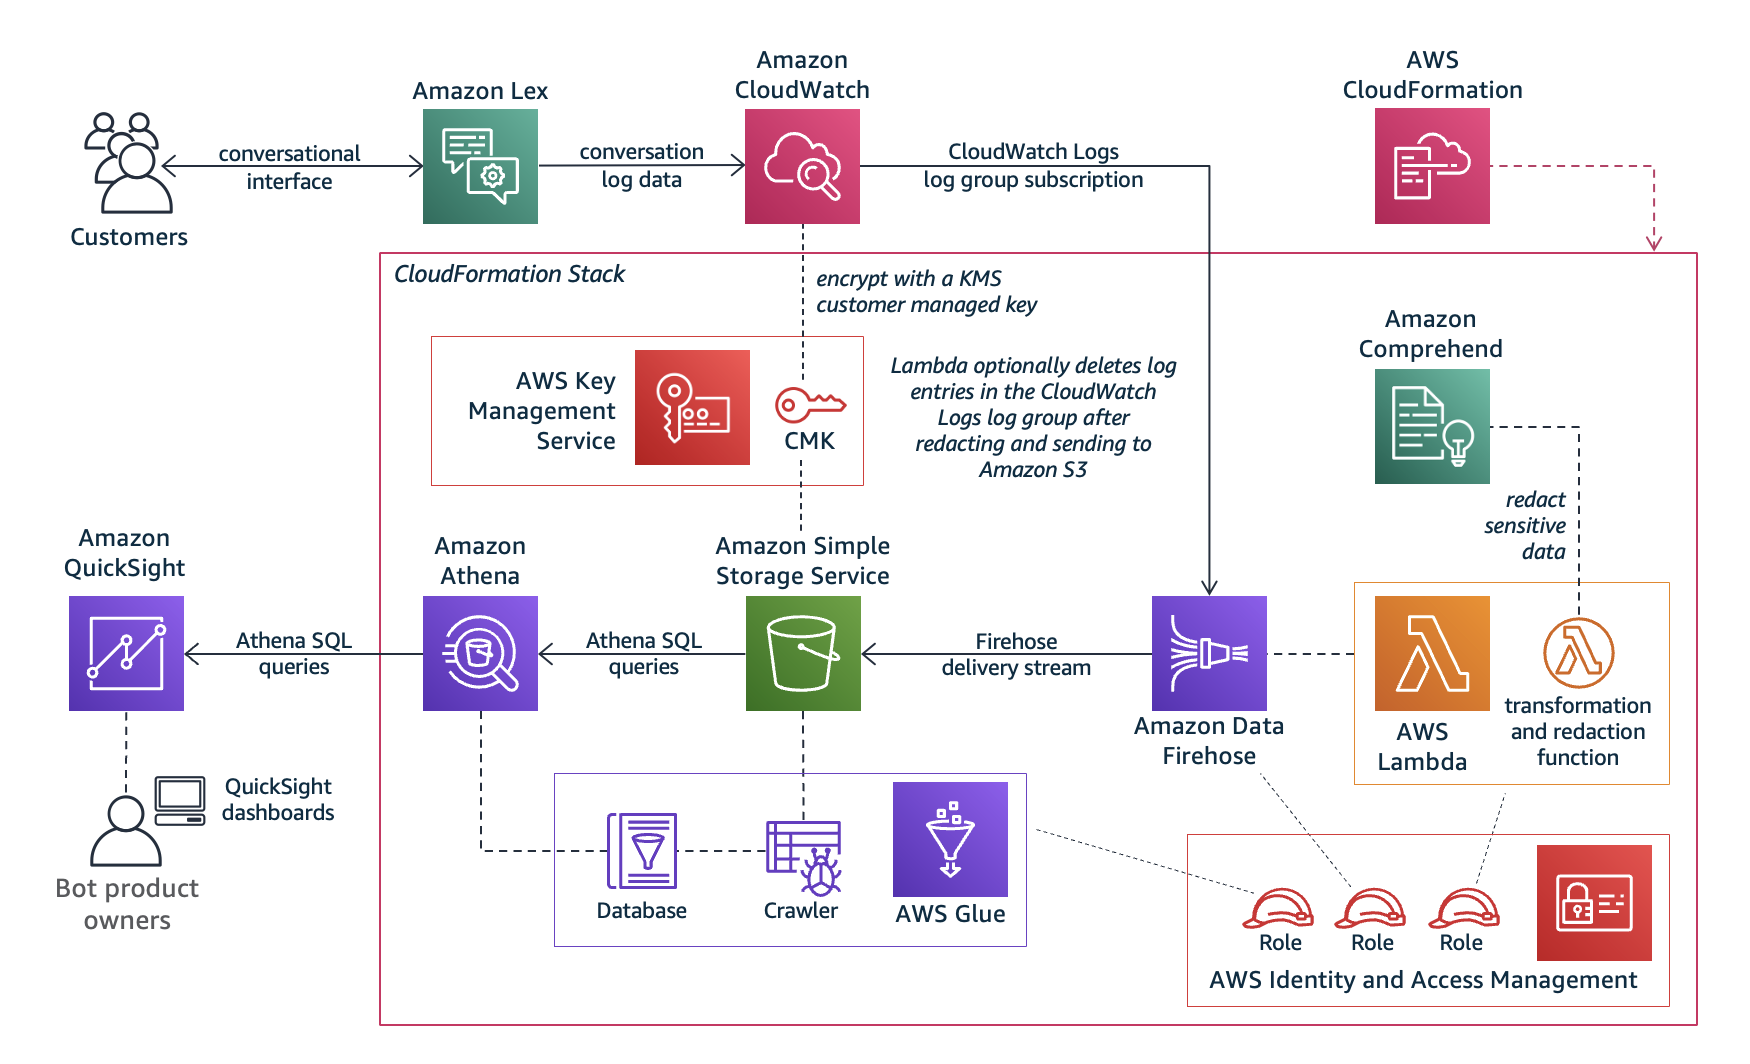 Amazon Lex
Amazon
CloudWatch
AWS
CloudFormation
conversational
interface
conversation
log data
CloudWatch Logs
log group subscription
Customers
CloudFormation Stack
encrypt with a KMS
customer managed key
AWS Key
Management
Service
CMK
Lambda optionally deletes log
entries in the CloudWatch
Logs log group after
redacting and sending to
Amazon S3
Amazon
Comprehend
redact
sensitive
data
Amazon
QuickSight
Amazon
Athena
Amazon Simple
Storage Service
Athena SQL
queries
Athena SQL
queries
Firehose
delivery stream
Amazon Data
Firehose
AWS
Lambda
transformation
and redaction
function
QuickSight
dashboards
Bot product
owners
Database
Crawler
AWS Glue
Role
Role
Role
AWS Identity and Access Management